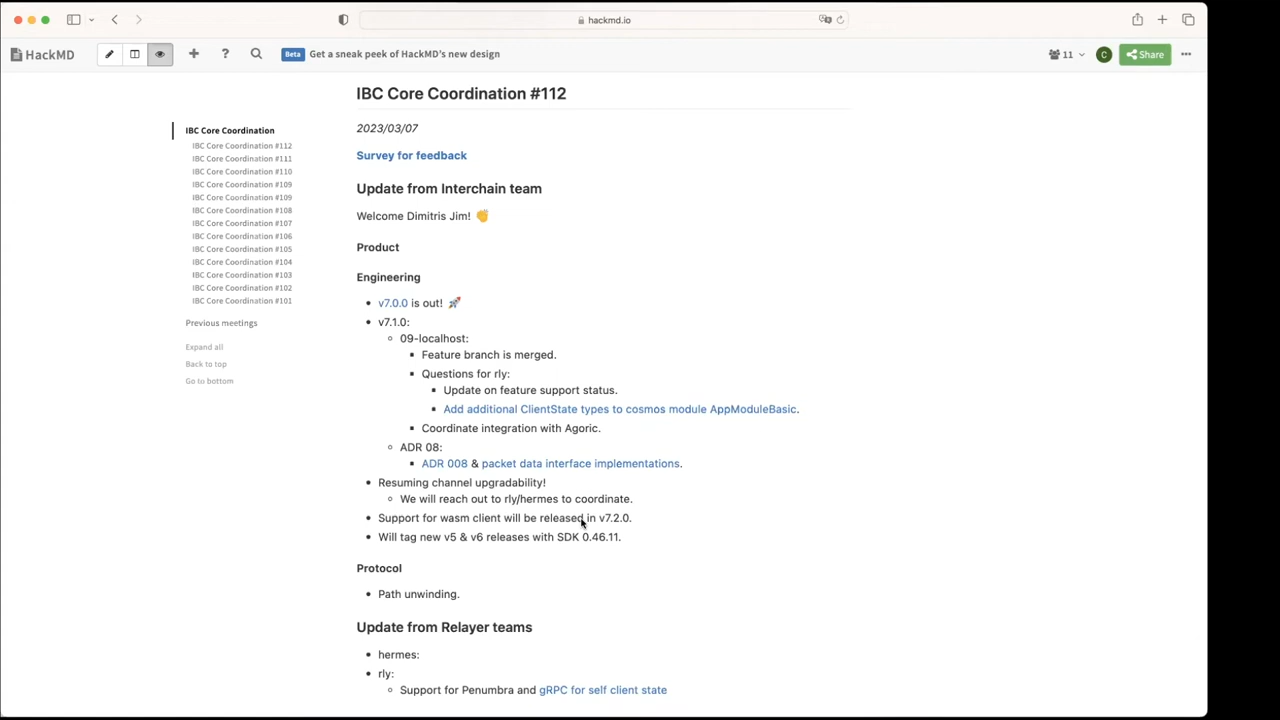 hackmd.io
HackMD
Beta Get a sneak peek of HackMD's new design
11
C
Share
IBC Core Coordination
IBC Core Coordination #112
IBC Core Coordination #111
IBC Core Coordination #110
IBC Core Coordination #109
IBC Core Coordination #109
IBC Core Coordination #108
IBC Core Coordination #107
IBC Core Coordination #106
IBC Core Coordination #105
IBC Core Coordination #104
IBC Core Coordination #103
IBC Core Coordination #102
IBC Core Coordination #101
Previous meetings
Expand all
Back to top
Go to bottom
IBC Core Coordination #112
2023/03/07
Survey for feedback
Update from Interchain team
Welcome Dimitris Jim! 👏
Product
Engineering
• v7.0.0 is out! 🚀
• v7.1.0:
◦ 09-localhost:
▪ Feature branch is merged.
▪ Questions for rly:
▪ Update on feature support status.
▪ Add additional ClientState types to cosmos module AppModuleBasic.
▪ Coordinate integration with Agoric.
◦ ADR 08:
▪ ADR 008 & packet data interface implementations.
• Resuming channel upgradability!
◦ We will reach out to rly/hermes to coordinate.
• Support for wasm client will be released in v7.2.0.
• Will tag new v5 & v6 releases with SDK 0.46.11.
Protocol
• Path unwinding.
Update from Relayer teams
• hermes:
• rly:
◦ Support for Penumbra and gRPC for self client state